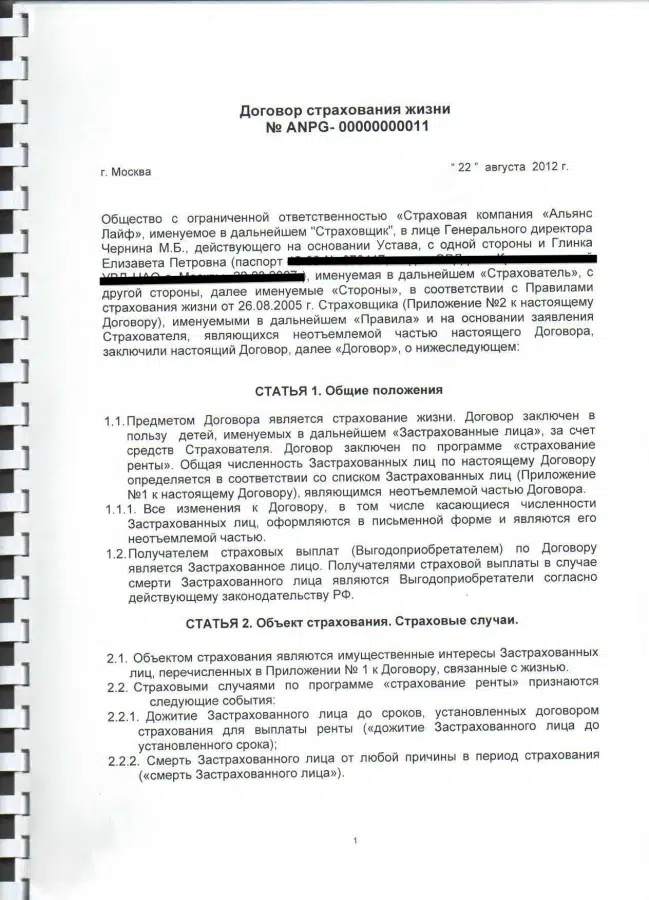 Договор страхования жизни
№ ANPG- 00000000011
г. Москва
“ 22 ” августа 2012 г.
Общество с ограниченной ответственностью «Страховая компания «Альянс
Лайф», именуемое в дальнейшем "Страховщик", в лице Генерального директора
Чернина М.Б., действующего на основании Устава, с одной стороны и Глинка
Елизавета Петровна (паспорт
), именуемая в дальнейшем «Страхователь», с
другой стороны, далее именуемые «Стороны», в соответствии с Правилами
страхования жизни от 26.08.2005 г. Страховщика (Приложение №2 к настоящему
Договору), именуемыми в дальнейшем «Правила» и на основании заявления
Страхователя, являющихся неотъемлемой частью настоящего Договора,
заключили настоящий Договор, далее «Договор», о нижеследующем:
СТАТЬЯ 1. Общие положения
1.1. Предметом Договора является страхование жизни. Договор заключен в
пользу детей, именуемых в дальнейшем «Застрахованные лица», за счет
средств Страхователя. Договор заключен по программе «страхование
ренты». Общая численность Застрахованных лиц по настоящему Договору
определяется в соответствии со списком Застрахованных лиц (Приложение
№1 к настоящему Договору), являющимся неотъемлемой частью Договора.
1.1.1. Все изменения к Договору, в том числе касающиеся численности
Застрахованных лиц, оформляются в письменной форме и являются его
неотъемлемой частью.
1.2. Получателем страховых выплат (Выгодоприобретателем) по Договору
является Застрахованное лицо. Получателями страховой выплаты в случае
смерти Застрахованного лица являются Выгодоприобретатели согласно
действующему законодательству РФ.
СТАТЬЯ 2. Объект страхования. Страховые случаи.
2.1. Объектом страхования являются имущественные интересы Застрахованных
лиц, перечисленных в Приложении № 1 к Договору, связанные с жизнью.
2.2. Страховыми случаями по программе «страхование ренты» признаются
следующие события:
2.2.1. Дожитие Застрахованного лица до сроков, установленных договором
страхования для выплаты ренты («дожитие Застрахованного лица до
установленного срока);
2.2.2. Смерть Застрахованного лица от любой причины в период страхования
(«смерть Застрахованного лица»).
1